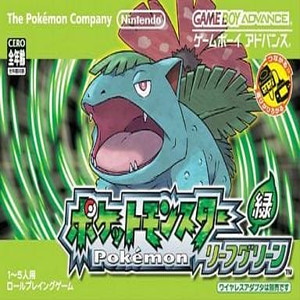 The Pokémon Company
Nintendo
GAME BOY ADVANCE
ゲームボーイ アドバンス
CERO
全年齢
ポケットモンスター
緑
Pokémon
リーフグリーン
TM
1〜5人用
ロールプレイングゲーム
ワイヤレスアダプタは別売です